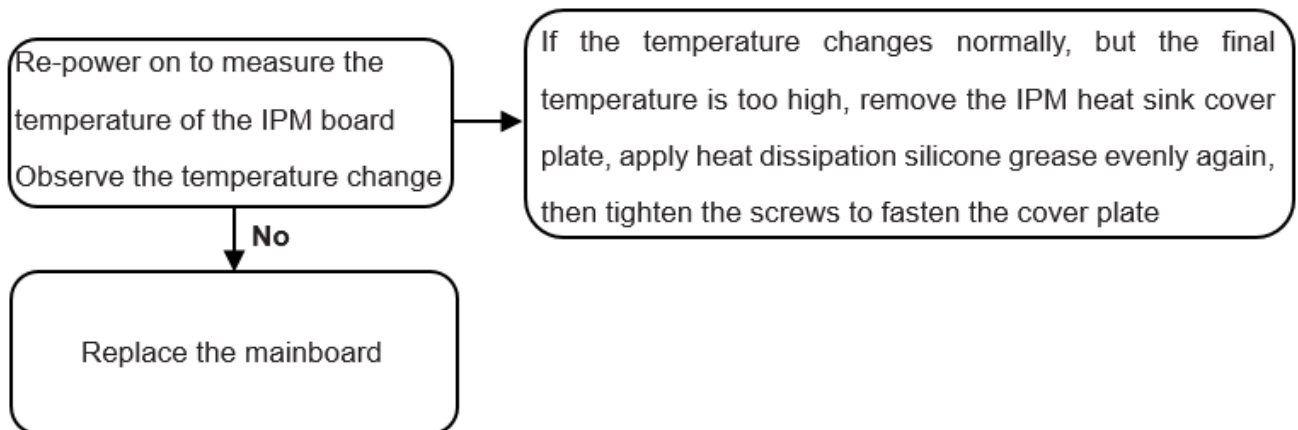 Re-power on to measure the
temperature of the IPM board
Observe the temperature change
If the temperature changes normally, but the final
temperature is too high, remove the IPM heat sink cover
plate, apply heat dissipation silicone grease evenly again,
then tighten the screws to fasten the cover plate
No
Replace the mainboard